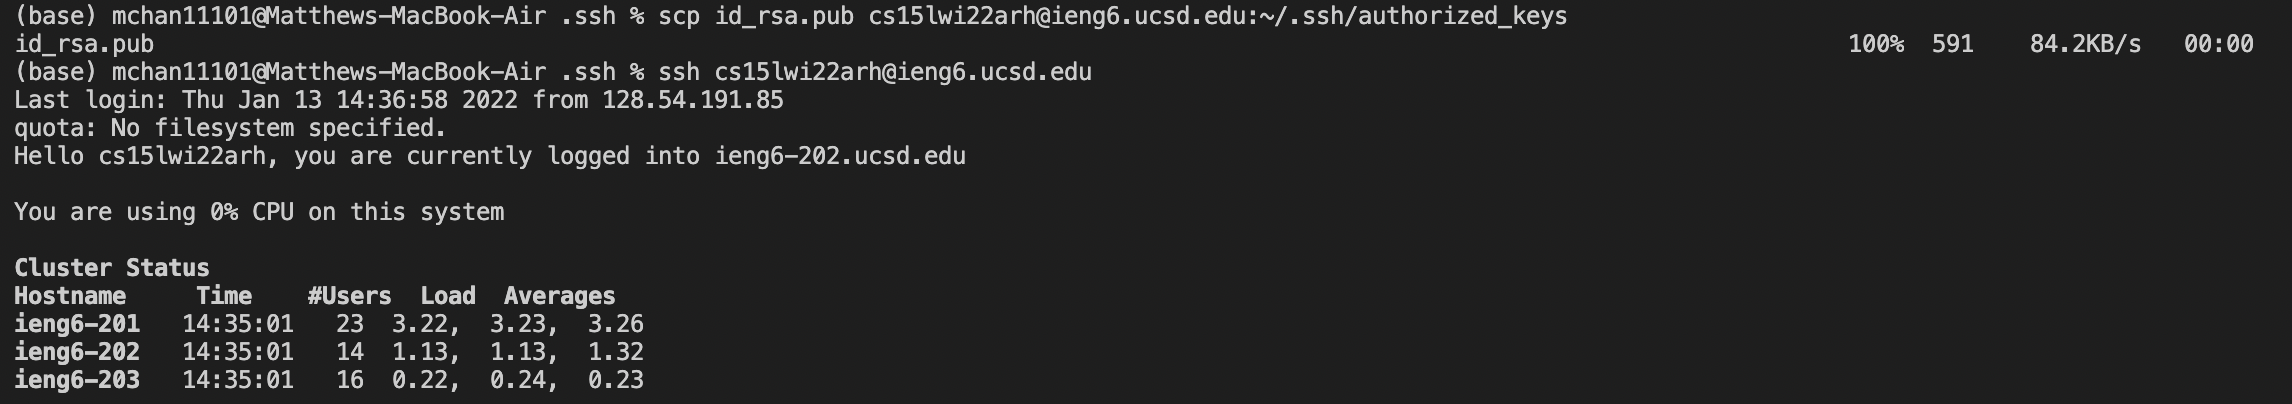 (base) mchan11101@Matthews-MacBook-Air .ssh % scp id_rsa.pub cs15lwi22arh@ieng6.ucsd.edu:~/.ssh/authorized_keys
id_rsa.pub 100% 591 84.2KB/s 00:00
(base) mchan11101@Matthews-MacBook-Air .ssh % ssh cs15lwi22arh@ieng6.ucsd.edu
Last login: Thu Jan 13 14:36:58 2022 from 128.54.191.85
quota: No filesystem specified.
Hello cs15lwi22arh, you are currently logged into ieng6-202.ucsd.edu
You are using 0% CPU on this system
Cluster Status
Hostname Time #Users Load Averages
ieng6-201 14:35:01 23 3.22, 3.23, 3.26
ieng6-202 14:35:01 14 1.13, 1.13, 1.32
ieng6-203 14:35:01 16 0.22, 0.24, 0.23